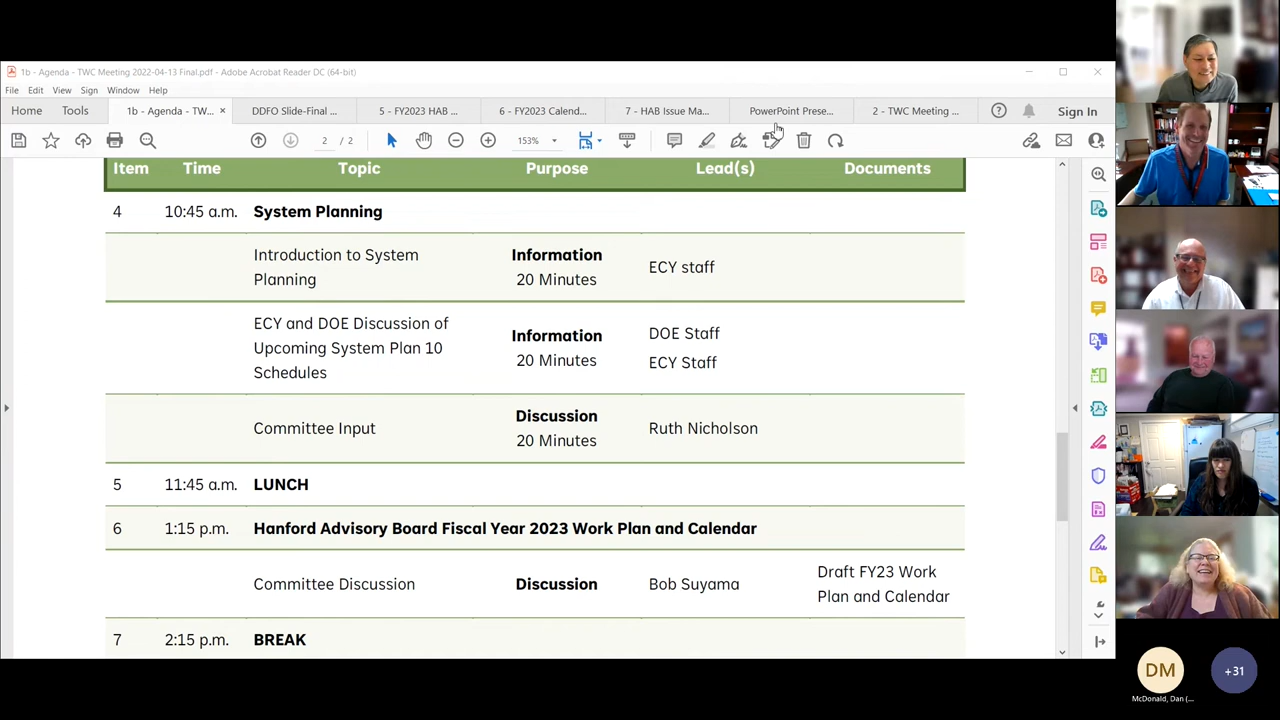 1b - Agenda - TWC Meeting 2022-04-13 Final.pdf - Adobe Acrobat Reader DC (64-bit)
File Edit View Sign Window Help
Home Tools 1b - Agenda - TW... × DDFO Slide-Final ... 5 - FY2023 HAB ... 6 - FY2023 Calend... 7 - HAB Issue Ma... PowerPoint Prese... 2 - TWC Meeting ... Sign In
2 / 2 153%
Item Time Topic Purpose Lead(s) Documents
4 10:45 a.m. System Planning
Introduction to System Planning
Information
20 Minutes
ECY staff
ECY and DOE Discussion of
Upcoming System Plan 10
Schedules
Information
20 Minutes
DOE Staff
ECY Staff
Committee Input
Discussion
20 Minutes
Ruth Nicholson
5 11:45 a.m. LUNCH
6 1:15 p.m. Hanford Advisory Board Fiscal Year 2023 Work Plan and Calendar
Committee Discussion Discussion Bob Suyama
Draft FY23 Work
Plan and Calendar
7 2:15 p.m. BREAK
DM
McDonald, Dan (...
+31